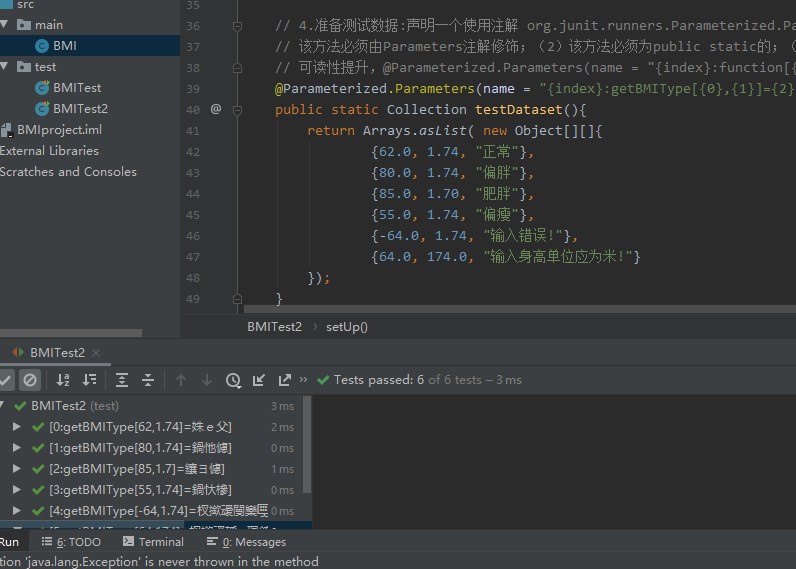 src
main
BMI
test
BMITest
BMITest2
BMIproject.iml
External Libraries
Scratches and Consoles
35
36 // 4.准备测试数据:声明一个使用注解 org.junit.runners.Parameterized.Pa
37 // 该方法必须由Parameters注解修饰;(2)该方法必须为public static的;(
38 // 可读性提升,@Parameterized.Parameters(name = "{index}:function[{
39 @Parameterized.Parameters(name = "{index}:getBMIType[{0},{1}]={2}
40 @ public static Collection testDataset(){
41 return Arrays.asList( new Object[][]{
42 {62.0, 1.74, "正常"},
43 {80.0, 1.74, "偏胖"},
44 {85.0, 1.70, "肥胖"},
45 {55.0, 1.74, "偏瘦"},
46 {-64.0, 1.74, "输入错误!"},
47 {64.0, 174.0, "输入身高单位应为米!"}
48 });
49 }
BMITest2 › setUp()
BMITest2 ×
» Tests passed: 6 of 6 tests – 3 ms
BMITest2 (test) 3 ms
[0:getBMIType[62,1.74]=姝ｅ父] 2 ms
[1:getBMIType[80,1.74]=鍋忚儢] 0 ms
[2:getBMIType[85,1.7]=鑲ヨ儢] 1 ms
[3:getBMIType[55,1.74]=鍋忕槮] 0 ms
[4:getBMIType[-64,1.74]= 0 ms
Run
6: TODO
Terminal
0: Messages
tion 'java.lang.Exception' is never thrown in the method